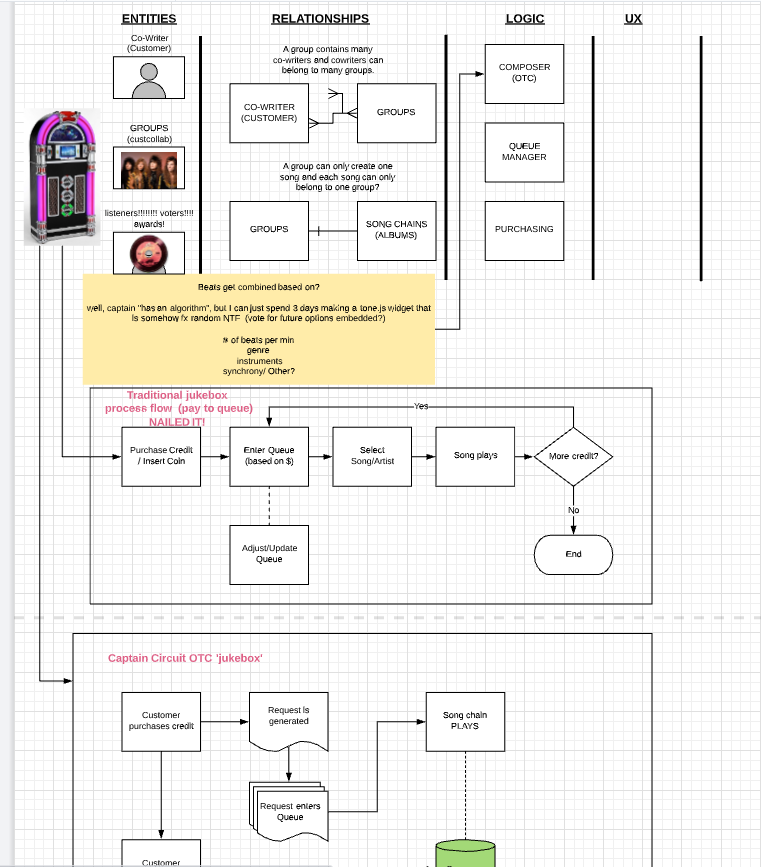 ENTITIES
RELATIONSHIPS
LOGIC
UX
Co-Writer
(Customer)
A group contains many
co-writers and cowriters can
belong to many groups.
CO-WRITER
(CUSTOMER)
GROUPS
COMPOSER
(OTC)
GROUPS
(custcollab)
QUEUE
MANAGER
A group can only create one
song and each song can only
belong to one group?
listeners!!!!!!!! voters!!!!
awards!
GROUPS
SONG CHAINS
(ALBUMS)
PURCHASING
Beats get combined based on?
well, captain "has an algorithm", but I can just spend 3 days making a tone.js widget that
is somehow fx random NTF (vote for future options embedded?)
# of beats per min
genre
instruments
synchrony/ Other?
Traditional jukebox
process flow (pay to queue)
NAILED IT!
Yes
Purchase Credit
/ Insert Coin
Enter Queue
(based on $)
Select
Song/Artist
Song plays
More credit?
No
Adjust/Update
Queue
End
Captain Circuit OTC 'jukebox'
Customer
purchases credit
Request is
generated
Song chain
PLAYS
Request enters
Queue
Customer